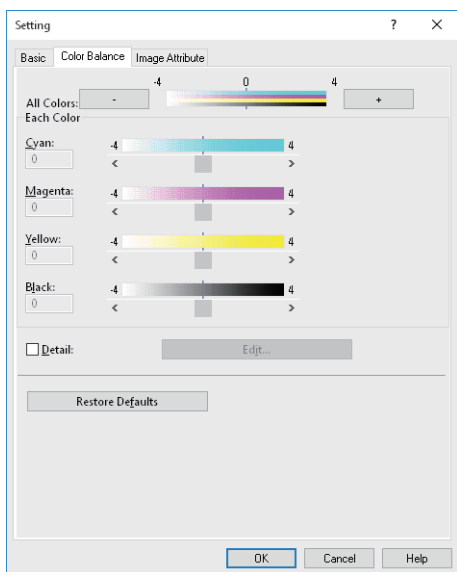 Setting ? ×
Basic Color Balance Image Attribute
-4 0 4
All Colors: - +
Each Color
Cyan: -4 4
0 < >
Magenta: -4 4
0 < >
Yellow: -4 4
0 < >
Black: -4 4
0 < >
Detail: Edit...
Restore Defaults
OK Cancel Help